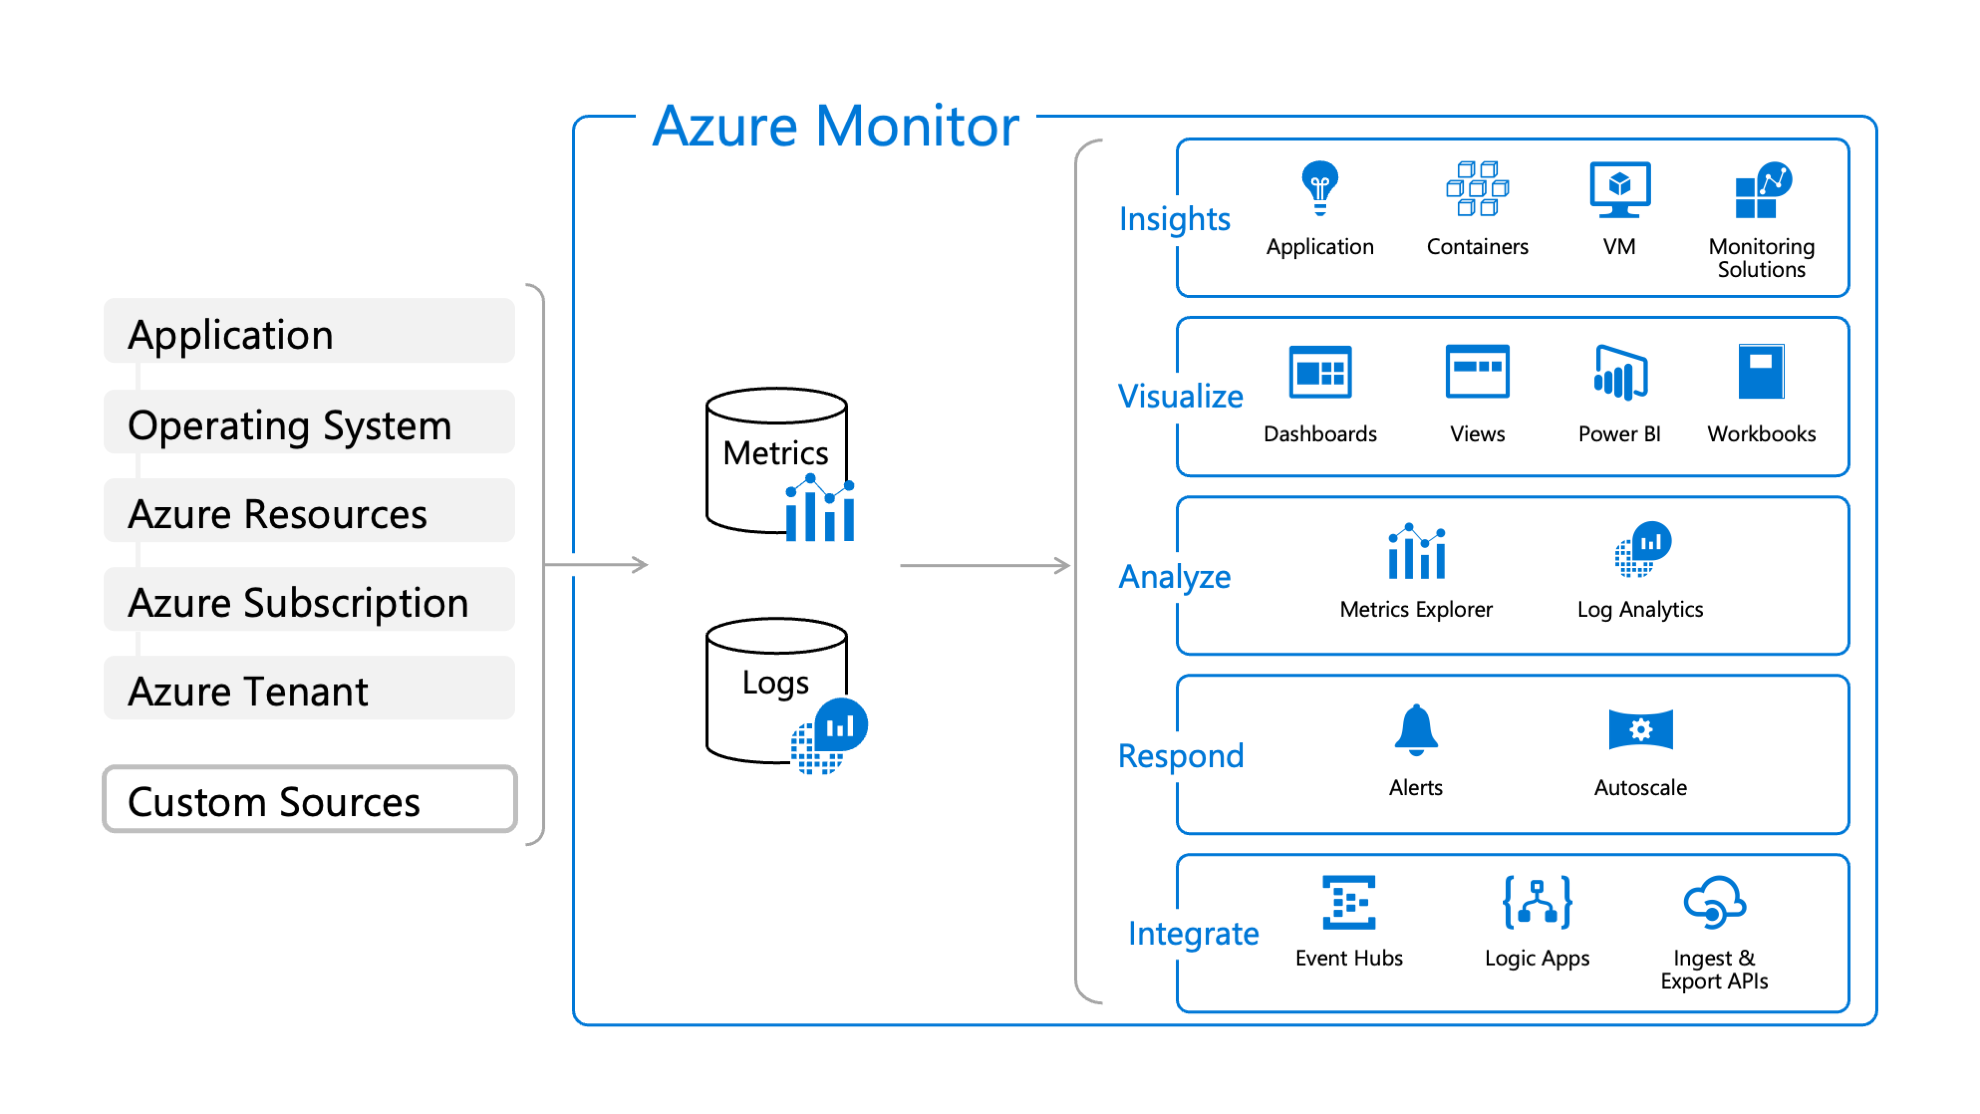 Azure Monitor
Application
Operating System
Azure Resources
Azure Subscription
Azure Tenant
Custom Sources
Metrics
Logs
Insights
Application
Containers
VM
Monitoring
Solutions
Visualize
Dashboards
Views
Power BI
Workbooks
Analyze
Metrics Explorer
Log Analytics
Respond
Alerts
Autoscale
Integrate
Event Hubs
Logic Apps
Ingest &
Export APIs